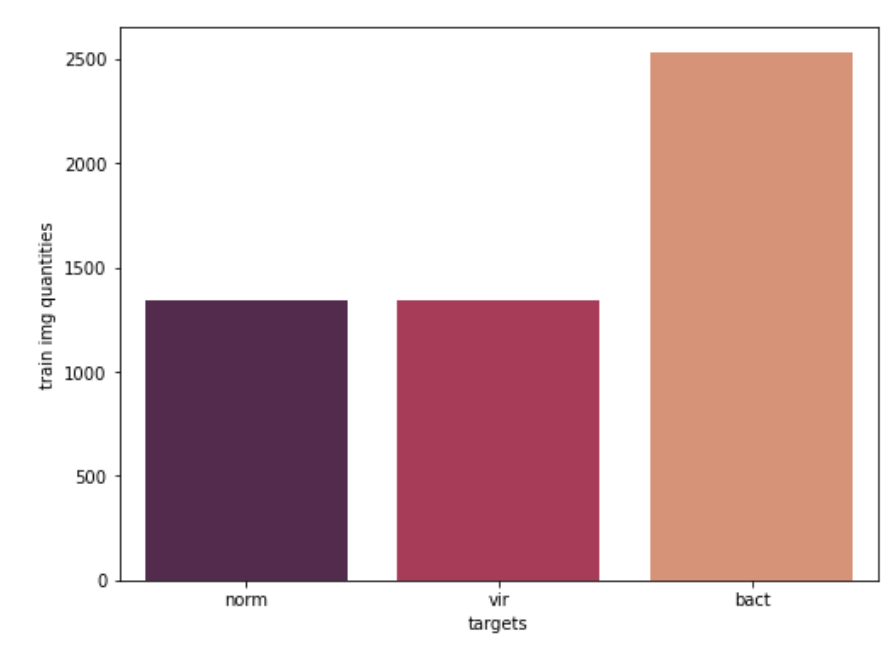 2500
2000
1500
1000
500
0
train img quantities
norm
vir
bact
targets